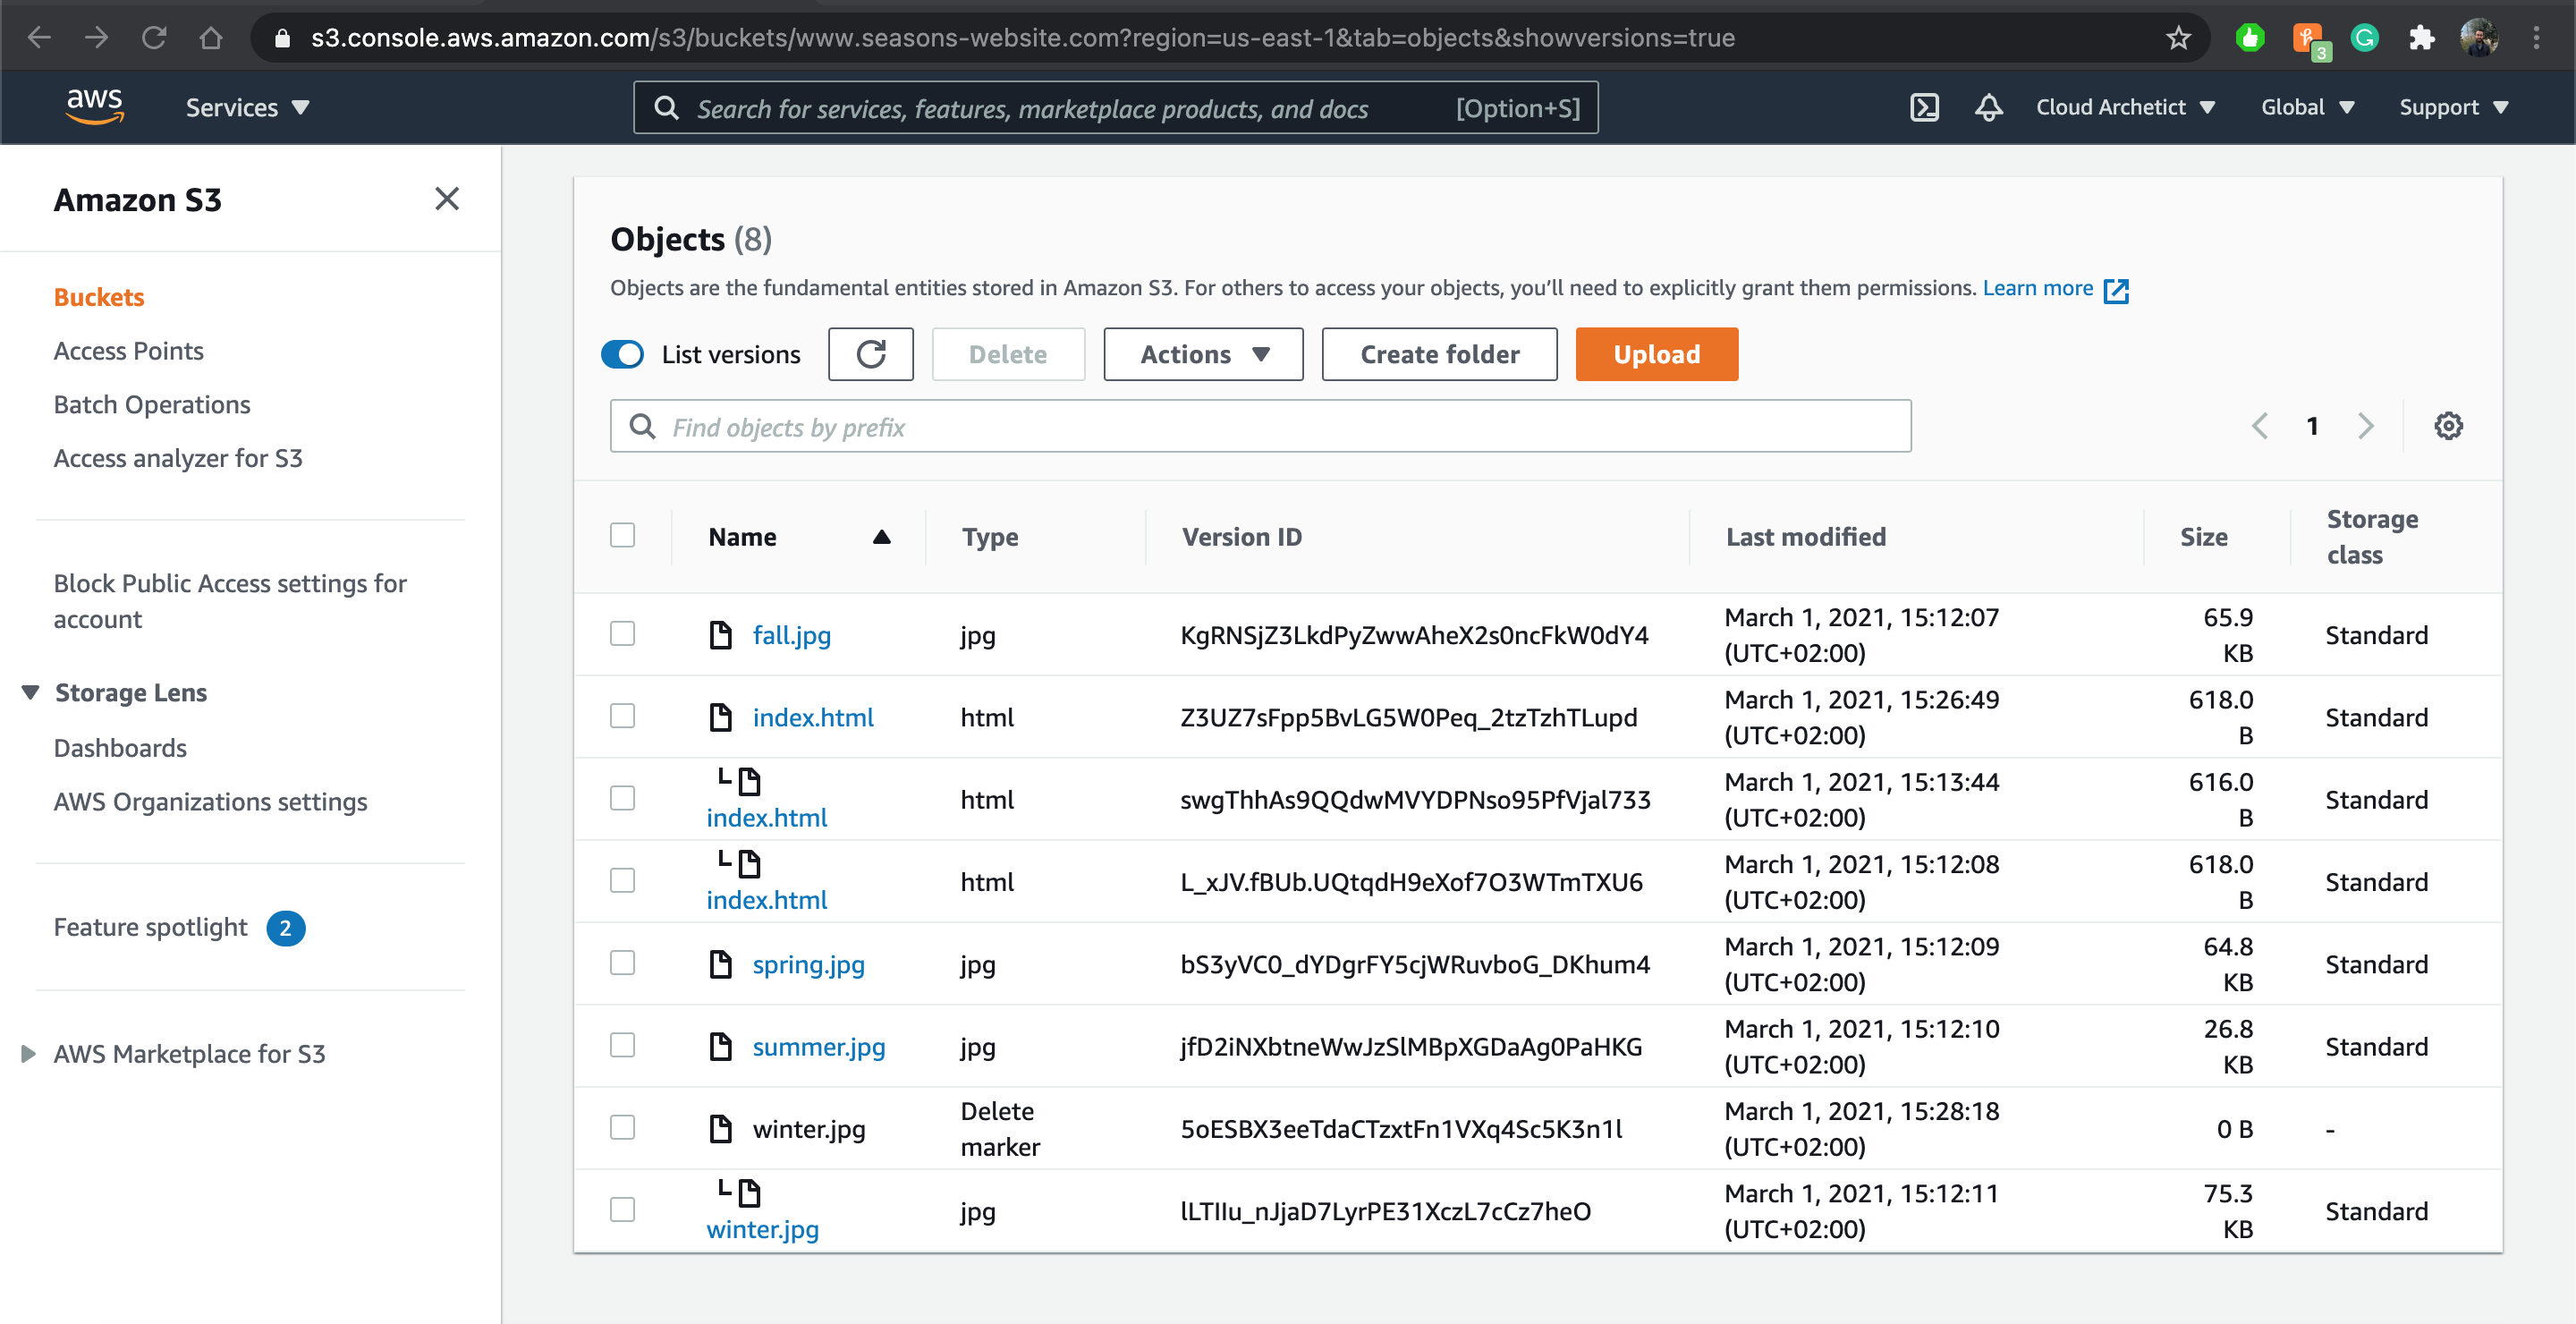 s3.console.aws.amazon.com/s3/buckets/www.seasons-website.com?region=us-east-1&tab=objects&showversions=true
3
aws
Services
Search for services, features, marketplace products, and docs [Option+S]
Cloud Archetict
Global
Support
Amazon S3
Buckets
Access Points
Batch Operations
Access analyzer for S3
Block Public Access settings for
account
Storage Lens
Dashboards
AWS Organizations settings
Feature spotlight 2
AWS Marketplace for S3
Objects (8)
Objects are the fundamental entities stored in Amazon S3. For others to access your objects, you’ll need to explicitly grant them permissions. Learn more
List versions
Delete
Actions
Create folder
Upload
Find objects by prefix
1
Name
Type
Version ID
Last modified
Size
Storage
class
fall.jpg
jpg
KgRNSjZ3LkdPyZwwAheX2s0ncFkW0dY4
March 1, 2021, 15:12:07
(UTC+02:00)
65.9
KB
Standard
index.html
html
Z3UZ7sFpp5BvLG5W0Peq_2tzTzhTLupd
March 1, 2021, 15:26:49
(UTC+02:00)
618.0
B
Standard
index.html
html
swgThhAs9QQdwMVYDPNso95PfVjal733
March 1, 2021, 15:13:44
(UTC+02:00)
616.0
B
Standard
index.html
html
L_xJV.fBUb.UQtqdH9eXof7O3WTmTXU6
March 1, 2021, 15:12:08
(UTC+02:00)
618.0
B
Standard
spring.jpg
jpg
bS3yVC0_dYDgrFY5cjWRuvboG_DKhum4
March 1, 2021, 15:12:09
(UTC+02:00)
64.8
KB
Standard
summer.jpg
jpg
jfD2iNXbtneWwJzSlMBpXGDaAg0PaHKG
March 1, 2021, 15:12:10
(UTC+02:00)
26.8
KB
Standard
winter.jpg
Delete
marker
5oESBX3eeTdaCTzxtFn1VXq4Sc5K3n1l
March 1, 2021, 15:28:18
(UTC+02:00)
0 B
-
winter.jpg
jpg
lLTIIu_nJjaD7LyrPE31XczL7cCz7heO
March 1, 2021, 15:12:11
(UTC+02:00)
75.3
KB
Standard